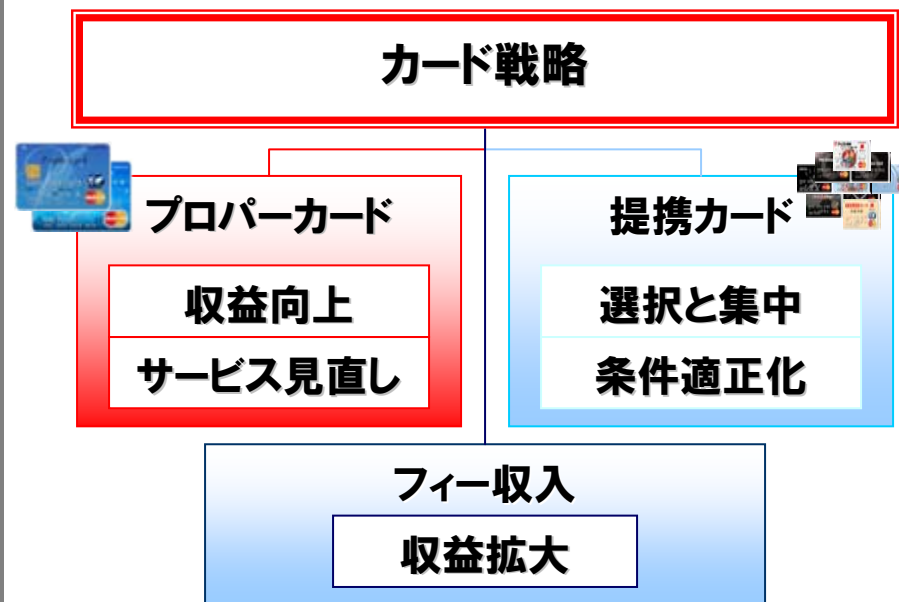 カード戦略
プロパーカード
収益向上
サービス見直し
提携カード
選択と集中
条件適正化
フィー収入
収益拡大